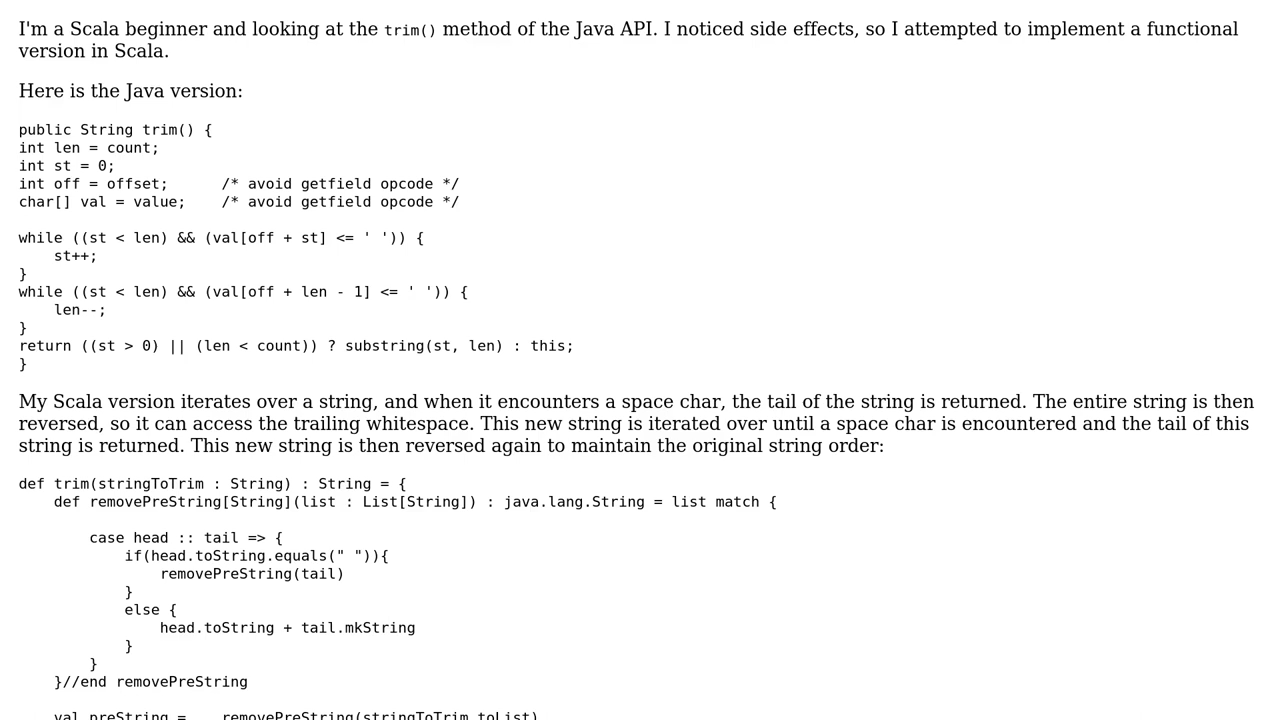 I'm a Scala beginner and looking at the trim() method of the Java API. I noticed side effects, so I attempted to implement a functional
version in Scala.
Here is the Java version:
public String trim() {
int len = count;
int st = 0;
int off = offset;      /* avoid getfield opcode */
char[] val = value;    /* avoid getfield opcode */
while ((st < len) && (val[off + st] <= ' ')) {
    st++;
}
while ((st < len) && (val[off + len - 1] <= ' ')) {
    len--;
}
return ((st > 0) || (len < count)) ? substring(st, len) : this;
}
My Scala version iterates over a string, and when it encounters a space char, the tail of the string is returned. The entire string is then
reversed, so it can access the trailing whitespace. This new string is iterated over until a space char is encountered and the tail of this
string is returned. This new string is then reversed again to maintain the original string order:
def trim(stringToTrim : String) : String = {
    def removePreString[String](list : List[String]) : java.lang.String = list match {
        case head :: tail => {
            if(head.toString.equals(" ")){
                removePreString(tail)
            }
            else {
                head.toString + tail.mkString
            }
        }
    }//end removePreString
    val preString =    removePreString(stringToTrim.toList)